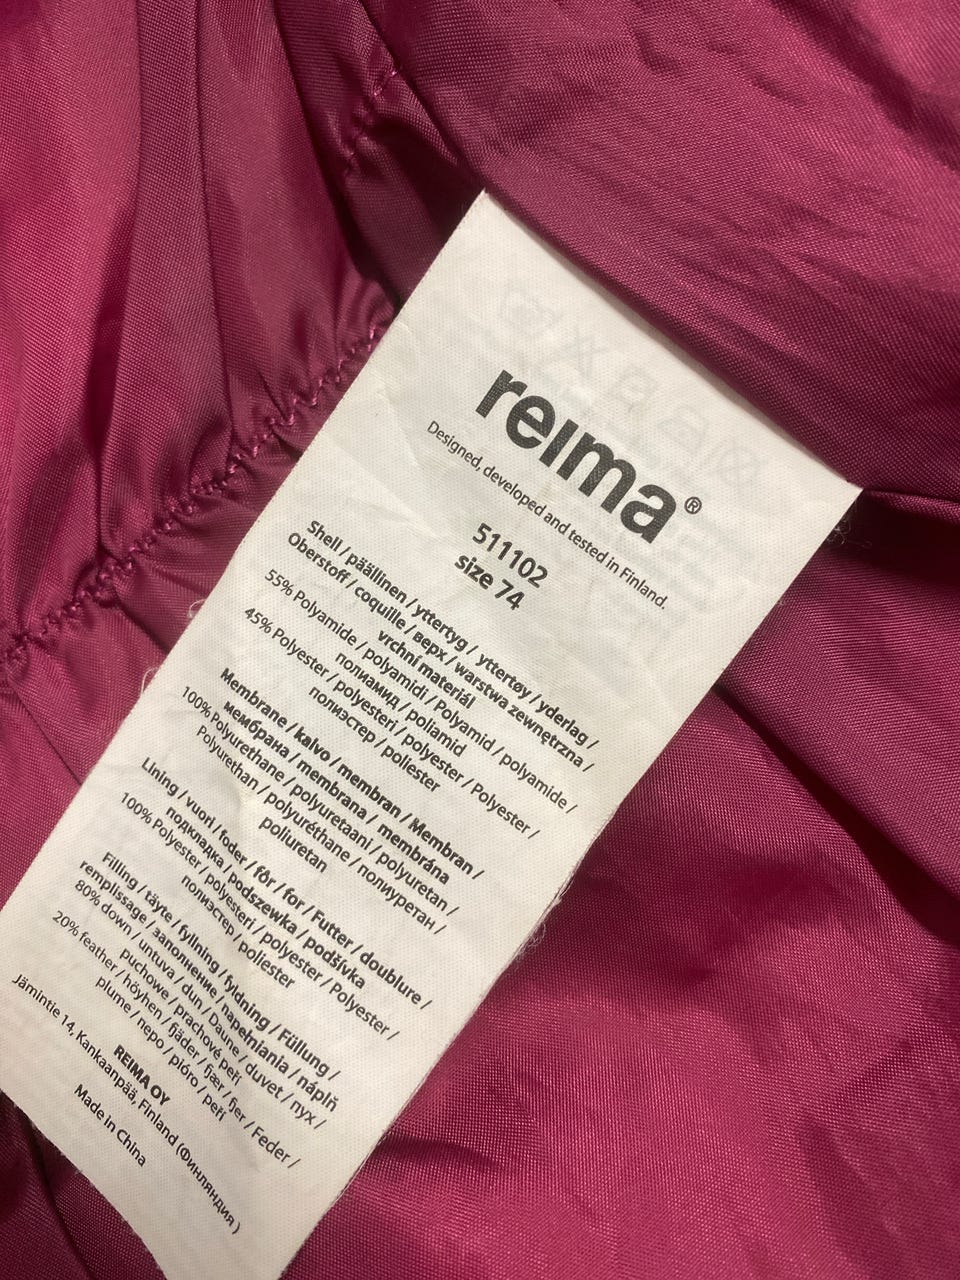 reima®
Designed, developed and tested in Finland.
511102
size 74
Shell / päällinen / yttertyg / yttertøy / yderlag /
Oberstoff / coquille / верх / warstwa zewnętrzna /
vrchní materiál
55% Polyamide / polyamidi / Polyamid / polyamide /
полиамид / poliamid
45% Polyester / polyesteri / polyester / Polyester /
полиэстер / poliester
Membrane / kalvo / membran / Membran /
мембрана / membrana / membrána
100% Polyurethane / polyuretaani / polyuretan /
Polyurethan / polyuréthane / полиуретан /
poliuretan
Lining / vuori / foder / fôr / for / Futter / doublure /
подкладка / podszewka / podšívka
100% Polyester / polyesteri / polyester / Polyester /
полиэстер / poliester
Filling / täyte / fyllning / fyldning / Füllung /
remplissage / заполнение / napełniania / náplň
80% down / untuva / dun / Daune / duvet / пух /
puchowe / prachové peří
20% feather / höyhen / fjäder / fjær / fjer / Feder /
plume / перо / pióro / peří
REIMA OY
Jämintie 14, Kankaanpää, Finland (Финляндия )
Made in China